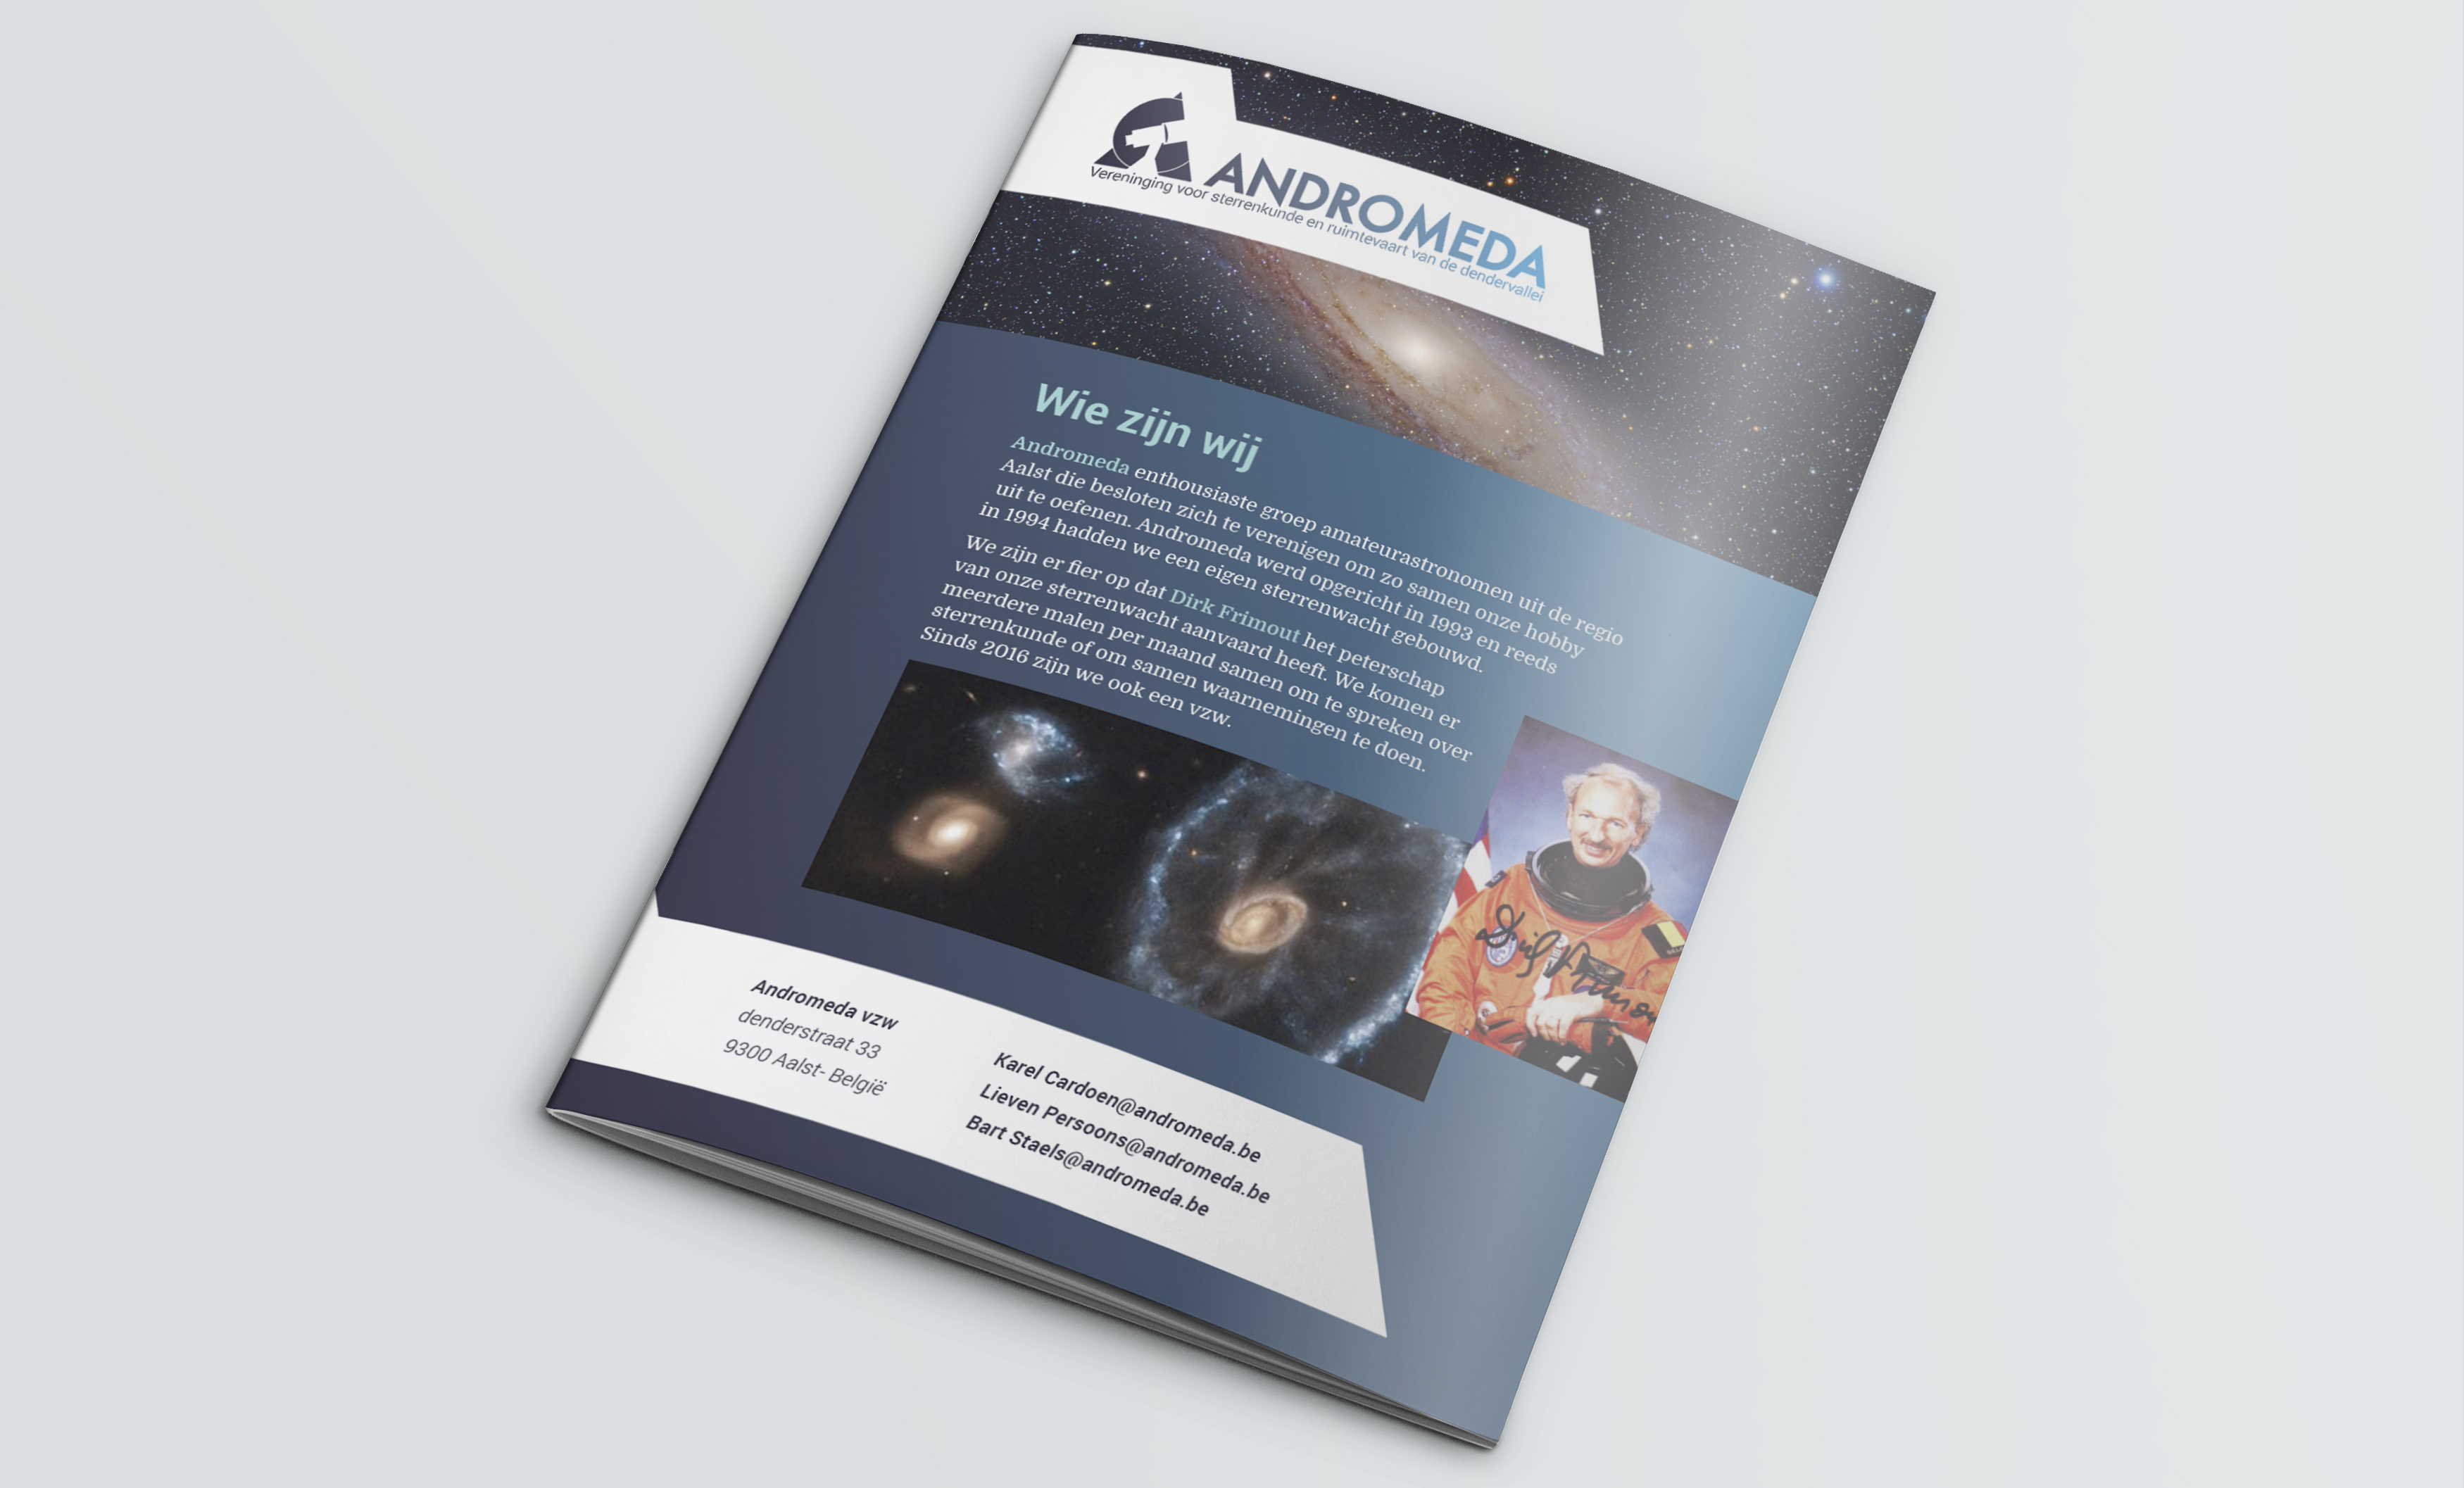 ANDROMEDA
Vereninging voor sterrenkunde en ruimtevaart van de dendervallei
Wie zijn wij
Andromeda enthousiaste groep amateurastronomen uit de regio
Aalst die besloten zich te verenigen om zo samen onze hobby
uit te oefenen. Andromeda werd opgericht in 1993 en reeds
in 1994 hadden we een eigen sterrenwacht gebouwd.
We zijn er fier op dat Dirk Frimout het peterschap
van onze sterrenwacht aanvaard heeft. We komen er
meerdere malen per maand samen om te spreken over
sterrenkunde of om samen waarnemingen te doen.
Sinds 2016 zijn we ook een vzw.
Andromeda vzw
denderstraat 33
9300 Aalst- België
Karel Cardoen@andromeda.be
Lieven Persoons@andromeda.be
Bart Staels@andromeda.be